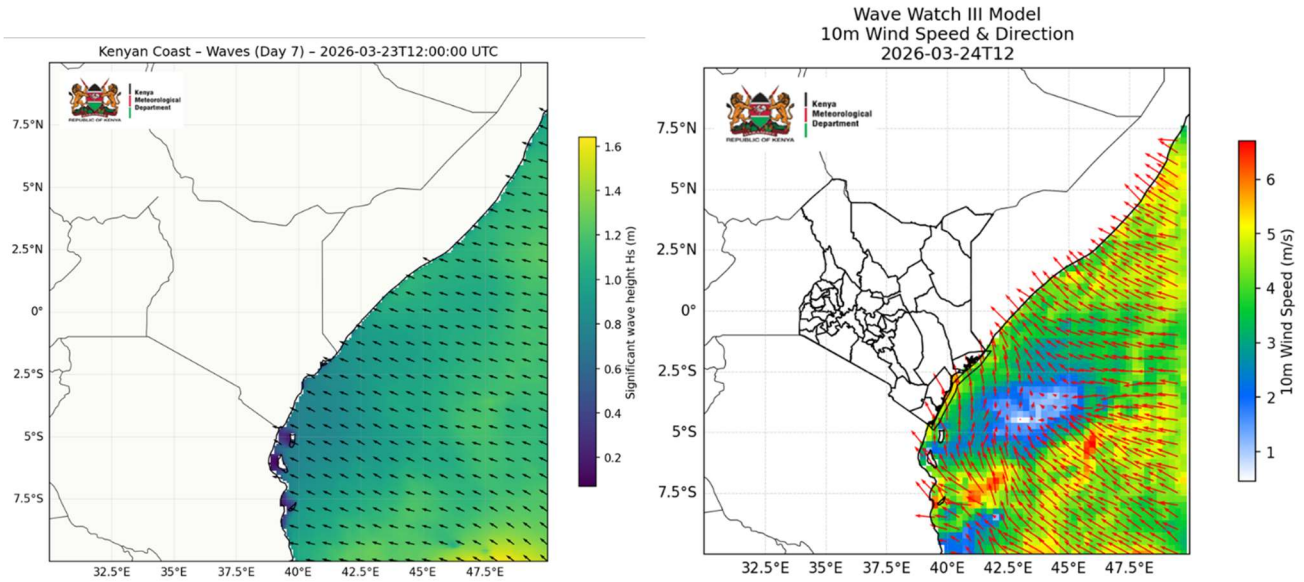 Kenyan Coast – Waves (Day 7) – 2026-03-23T12:00:00 UTC
Kenya
Meteorological
Department
REPUBLIC OF KENYA
7.5°N
5°N
2.5°N
0°
2.5°S
5°S
7.5°S
32.5°E 35°E 37.5°E 40°E 42.5°E 45°E 47.5°E
1.6
1.4
1.2
1.0
0.8
0.6
0.4
0.2
Significant wave height Hs (m)
Wave Watch III Model
10m Wind Speed & Direction
2026-03-24T12
Kenya
Meteorological
Department
REPUBLIC OF KENYA
7.5°N
5°N
2.5°N
0°
2.5°S
5°S
7.5°S
32.5°E 35°E 37.5°E 40°E 42.5°E 45°E 47.5°E
6
5
4
3
2
1
10m Wind Speed (m/s)